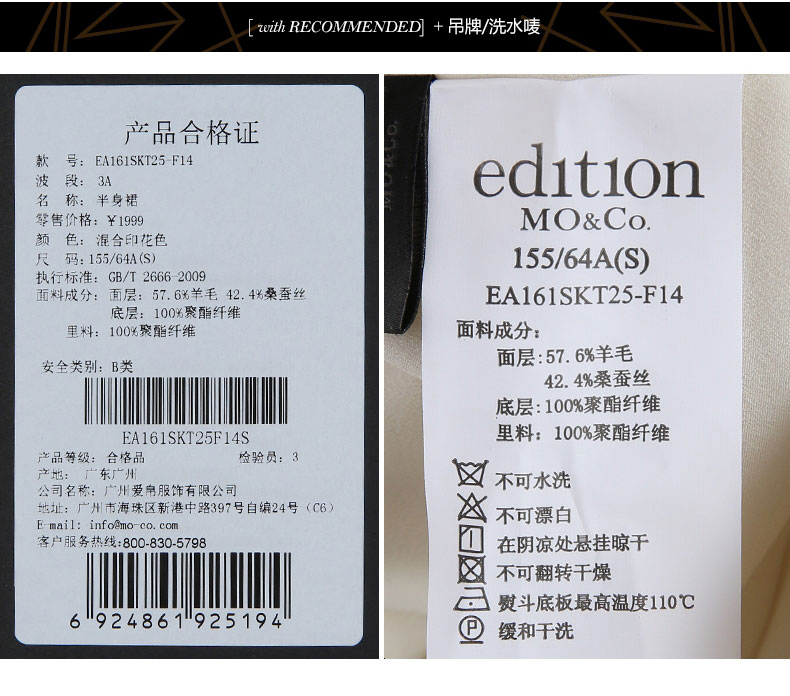 [ with RECOMMENDED] + 吊牌/洗水唛
产品合格证
款 号: EA161SKT25-F14
波 段: 3A
名 称: 半身裙
零售价格: ¥1999
颜 色: 混合印花色
尺 码: 155/64A(S)
执行标准: GB/T 2666-2009
面料成分: 面层: 57.6%羊毛 42.4%桑蚕丝
底层: 100%聚酯纤维
里料: 100%聚酯纤维
安全类别: B类
EA161SKT25F14S
产品等级: 合格品 检验员: 3
产地: 广东广州
公司名称: 广州爱帛服饰有限公司
地址: 广州市海珠区新港中路397号自编24号（C6）
E-mail: info@mo-co.com
客户服务热线:800-830-5798
6 924861 925194
MO&Co.
edition
MO&Co.
155/64A(S)
EA161SKT25-F14
面料成分:
面层:57.6%羊毛
42.4%桑蚕丝
底层:100%聚酯纤维
里料: 100%聚酯纤维
不可水洗
不可漂白
在阴凉处悬挂晾干
不可翻转干燥
熨斗底板最高温度110℃
P 缓和干洗